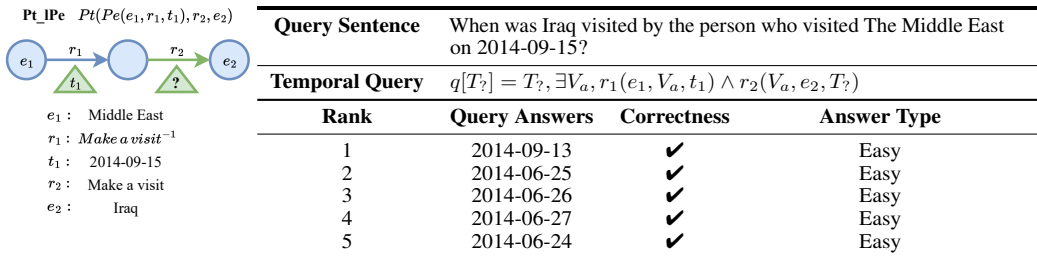 Pt_lPe Pt(Pe(e₁, r₁, t₁), r₂, e₂)
r₁ r₂
e₁ e₂
t₁ ?
e₁ : Middle East
r₁ : Make a visit⁻¹
t₁ : 2014-09-15
r₂ : Make a visit
e₂ : Iraq
Query Sentence When was Iraq visited by the person who visited The Middle East
on 2014-09-15?
Temporal Query q[T?] = T?, ∃Vₐ, r₁(e₁, Vₐ, t₁) ∧ r₂(Vₐ, e₂, T?)
Rank Query Answers Correctness Answer Type
1 2014-09-13 ✔ Easy
2 2014-06-25 ✔ Easy
3 2014-06-26 ✔ Easy
4 2014-06-27 ✔ Easy
5 2014-06-24 ✔ Easy